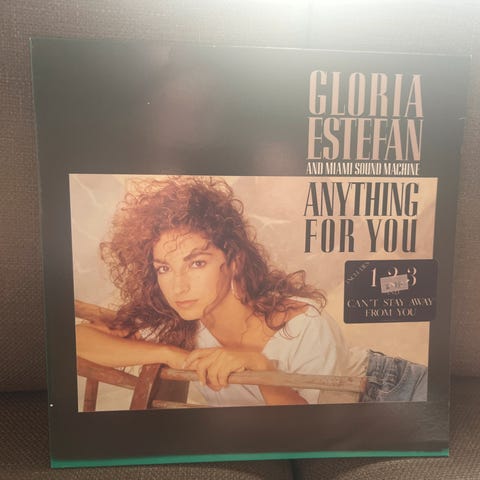 GLORIA
ESTEFAN
AND MIAMI SOUND MACHINE
ANYTHING
FOR YOU
INCLUDES
1 2 3
CAN'T STAY AWAY
FROM YOU